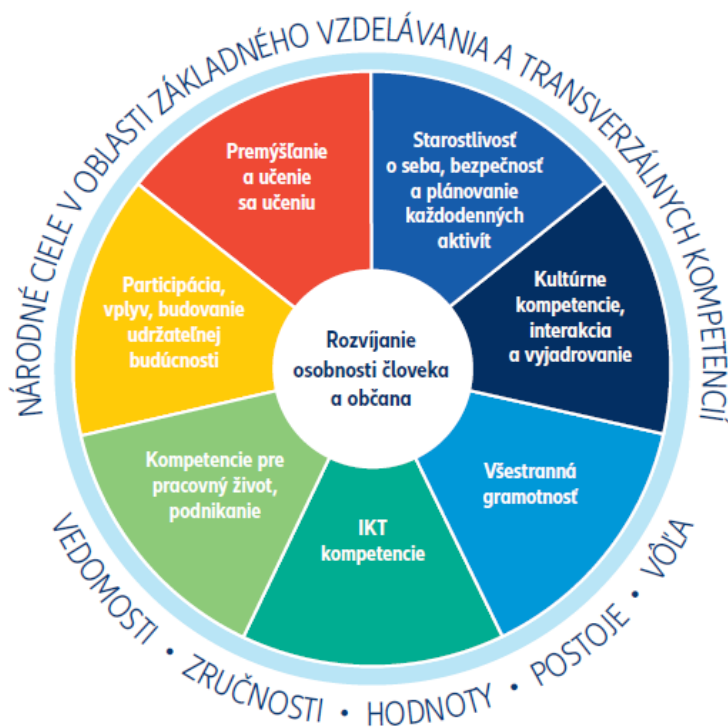 NÁRODNÉ CIELE V OBLASTI ZÁKLADNÉHO VZDELÁVANIA A TRANSVERZÁLNYCH KOMPETENCIÍ
Premýšľanie
a učenie
sa učeniu
Starostlivosť
o seba, bezpečnosť
a plánovanie
každodenných
aktivít
Kultúrne
kompetencie,
interakcia
a vyjadrovanie
Všestranná
gramotnosť
IKT
kompetencie
Kompetencie pre
pracovný život,
podnikanie
Participácia,
vplyv, budovanie
udržateľnej
budúcnosti
Rozvíjanie
osobnosti človeka
a občana
VEDOMOSTI • ZRUČNOSTI • HODNOTY • POSTOJE • VÔĽA